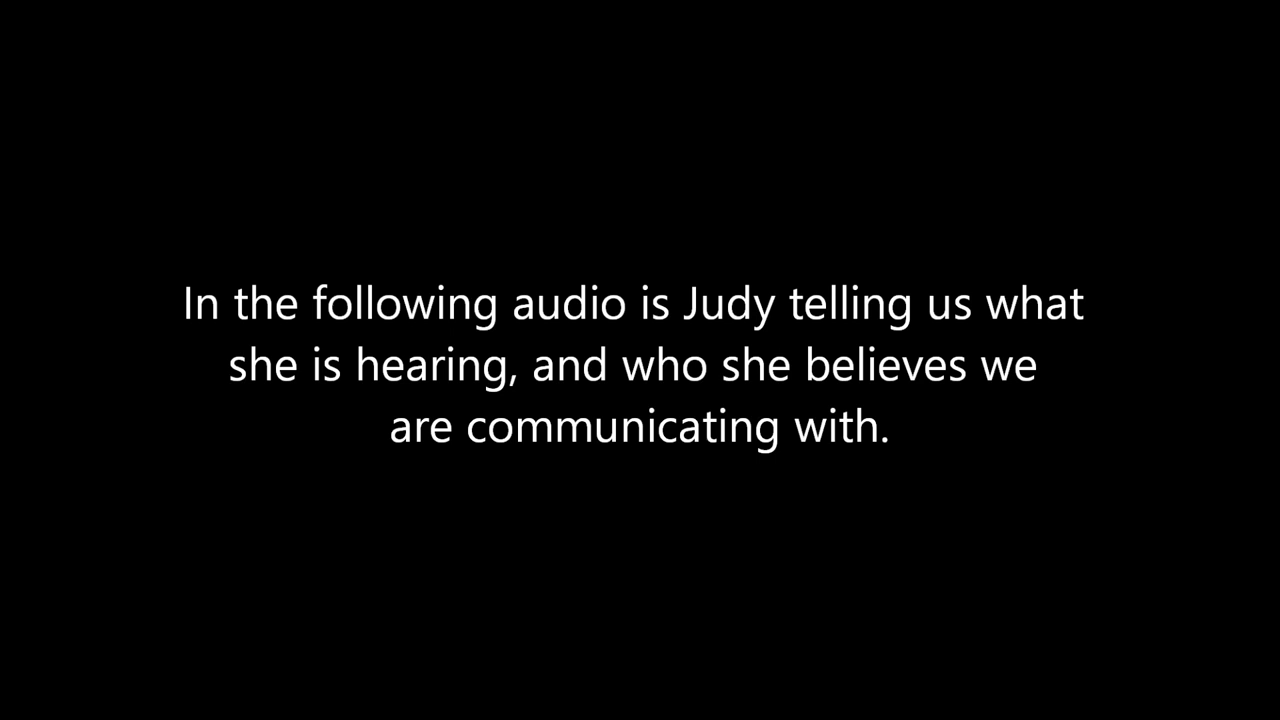 In the following audio is Judy telling us what
she is hearing, and who she believes we
are communicating with.